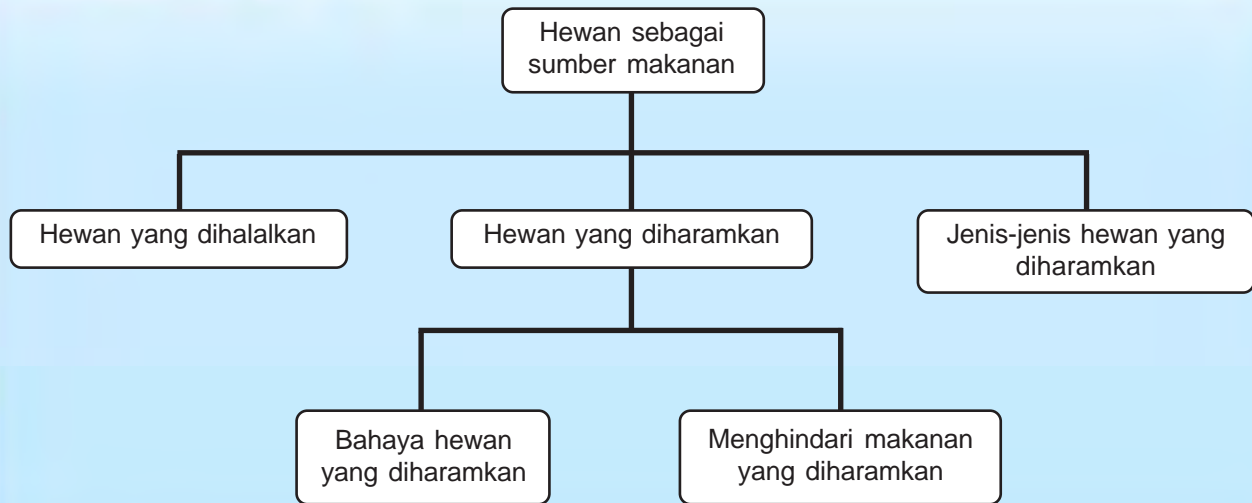 Hewan sebagai
sumber makanan
Hewan yang dihalalkan
Hewan yang diharamkan
Jenis-jenis hewan yang
diharamkan
Bahaya hewan
yang diharamkan
Menghindari makanan
yang diharamkan